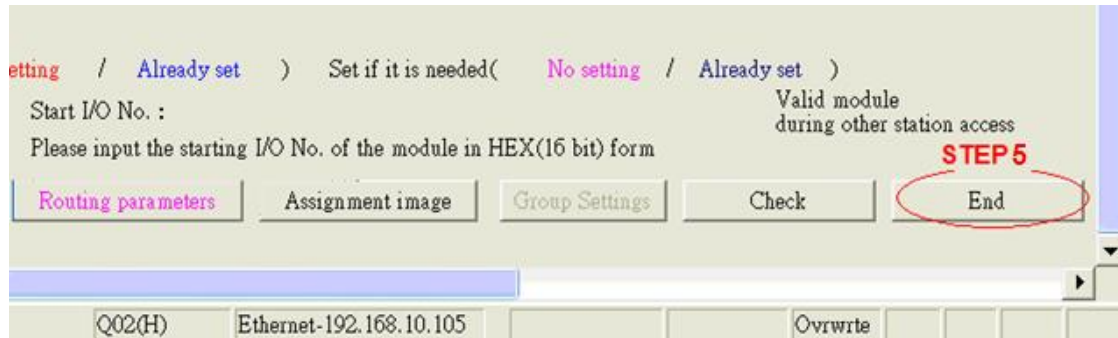 etting / Already set ) Set if it is needed( No setting / Already set )
Start I/O No. :
Valid module
during other station access
Please input the starting I/O No. of the module in HEX(16 bit) form
STEP 5
Routing parameters Assignment image Group Settings Check End
Q02(H) Ethernet-192.168.10.105 Ovrwrte